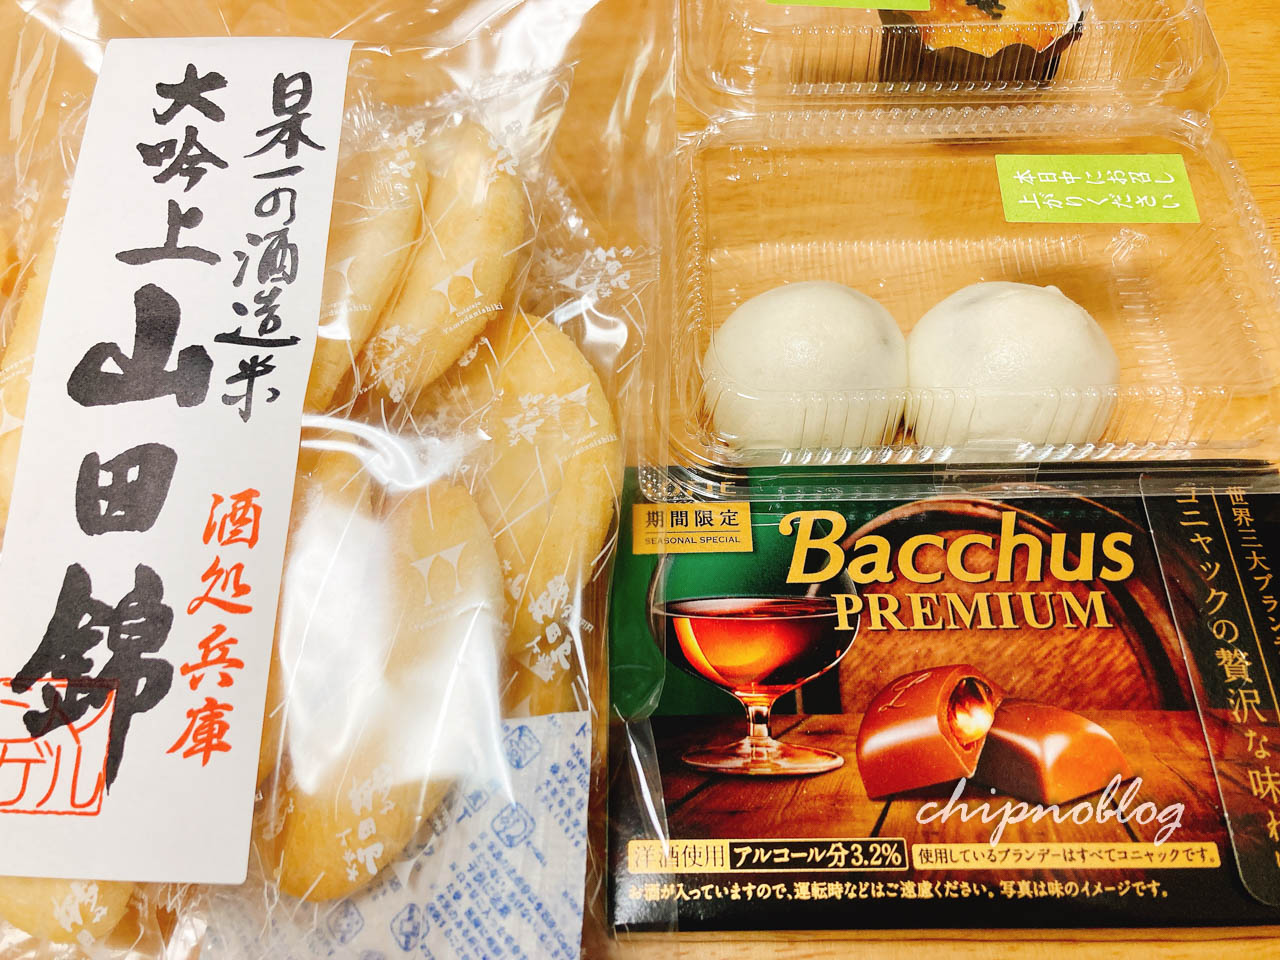 日本一の酒造米
大吟上
山田錦
酒処兵庫
Yamadanishiki
Yamadanishiki
本日中にお召し
上がりください
期間限定
SEASONAL SPECIAL
Bacchus
PREMIUM
世界三大ブラン
コニャックの贅沢な味わい
chipnoblog
洋酒使用
アルコール分3.2%
使用しているブランデーはすべてコニャックです。
お酒が入っていますので、運転時などはご遠慮ください。写真は味のイメージです。